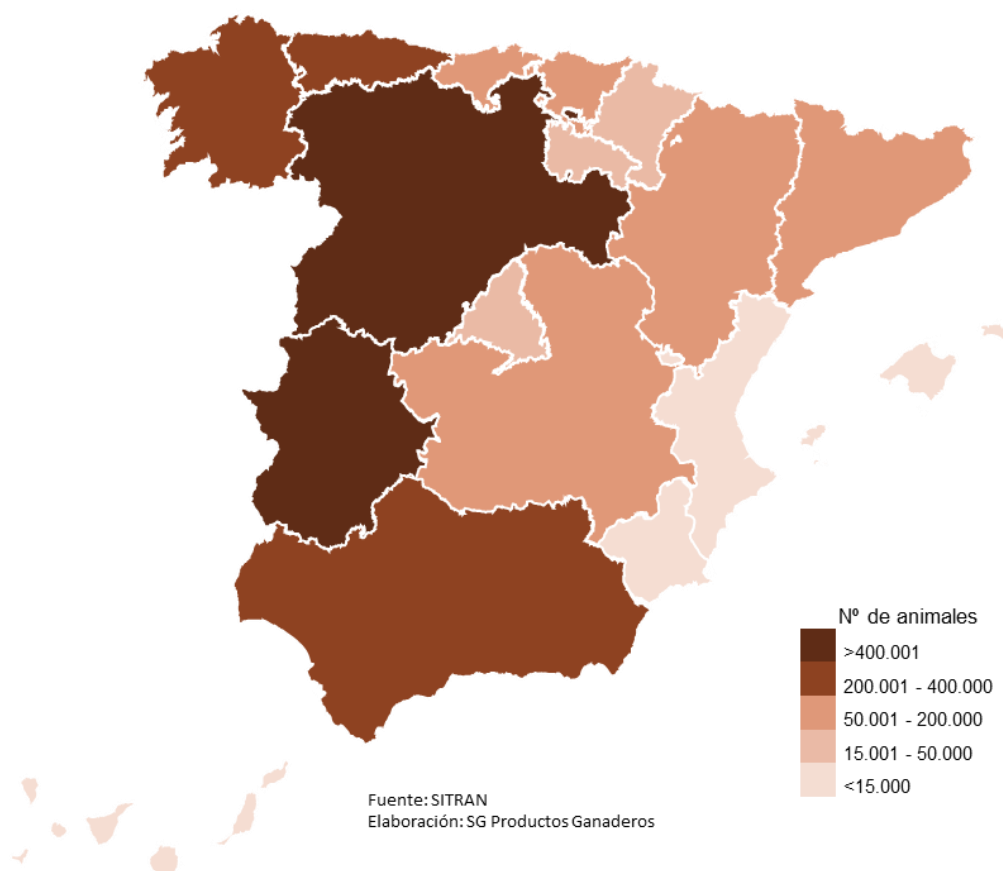 Nº de animales
>400.001
200.001 - 400.000
50.001 - 200.000
15.001 - 50.000
<15.000
Fuente: SITRAN
Elaboración: SG Productos Ganaderos